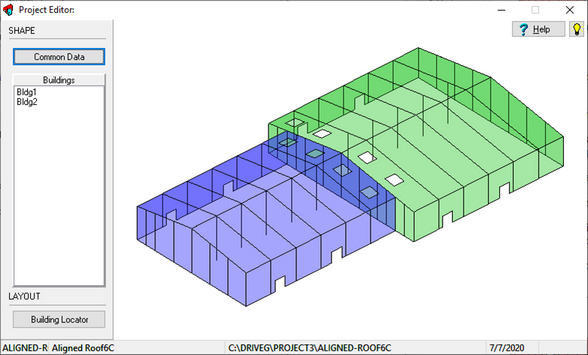 Project Editor:
SHAPE
Help
Common Data
Buildings
Bldg1
Bldg2
LAYOUT
Building Locator
ALIGNED-R Aligned Roof6C C:\DRIVEG\PROJECT3\ALIGNED-ROOF6C 7/7/2020